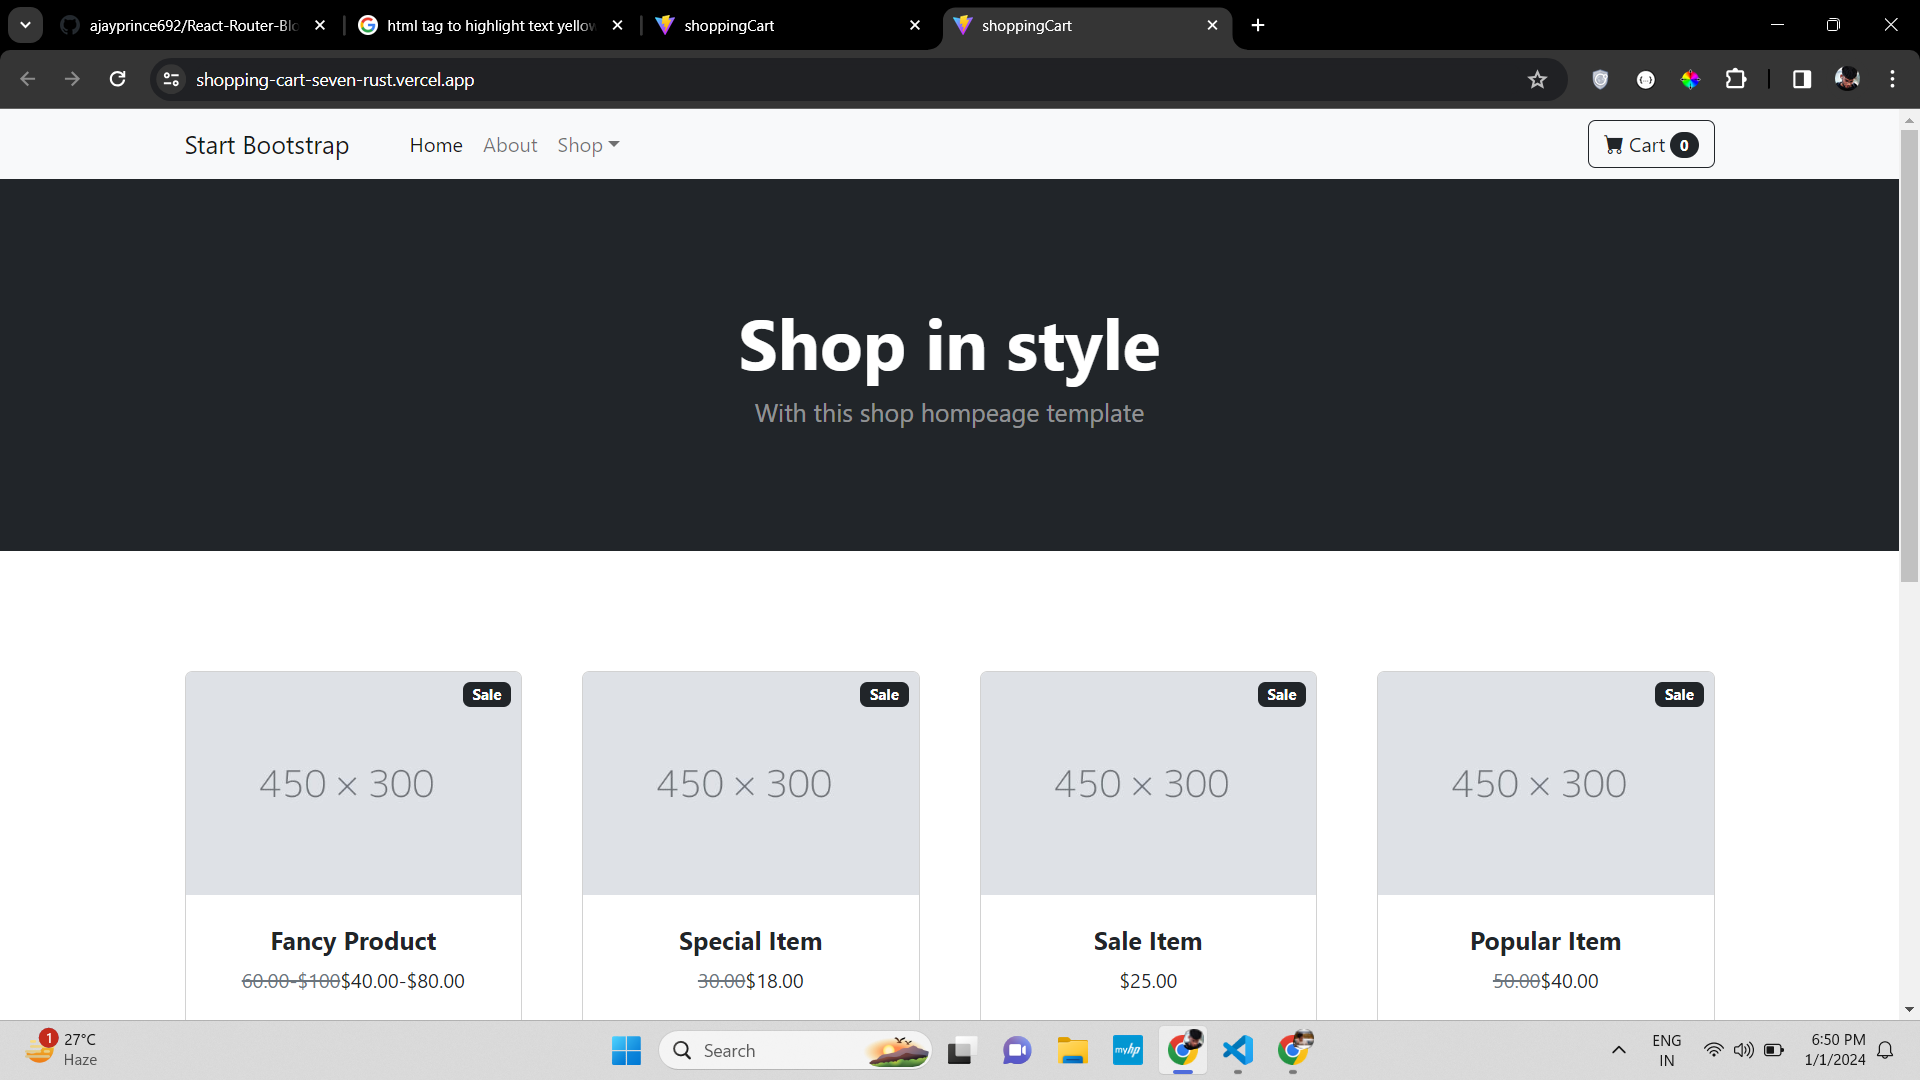 ajayprince692/React-Router-Blo
html tag to highlight text yellow
shoppingCart
shoppingCart
shopping-cart-seven-rust.vercel.app
Start Bootstrap
Home
About
Shop
Cart 0
Shop in style
With this shop hompeage template
Sale
Sale
Sale
Sale
450 × 300
450 × 300
450 × 300
450 × 300
Fancy Product
Special Item
Sale Item
Popular Item
60.00-$100$40.00-$80.00
30.00$18.00
$25.00
50.00$40.00
1
27°C
Haze
Search
myhp
ENG
IN
6:50 PM
1/1/2024